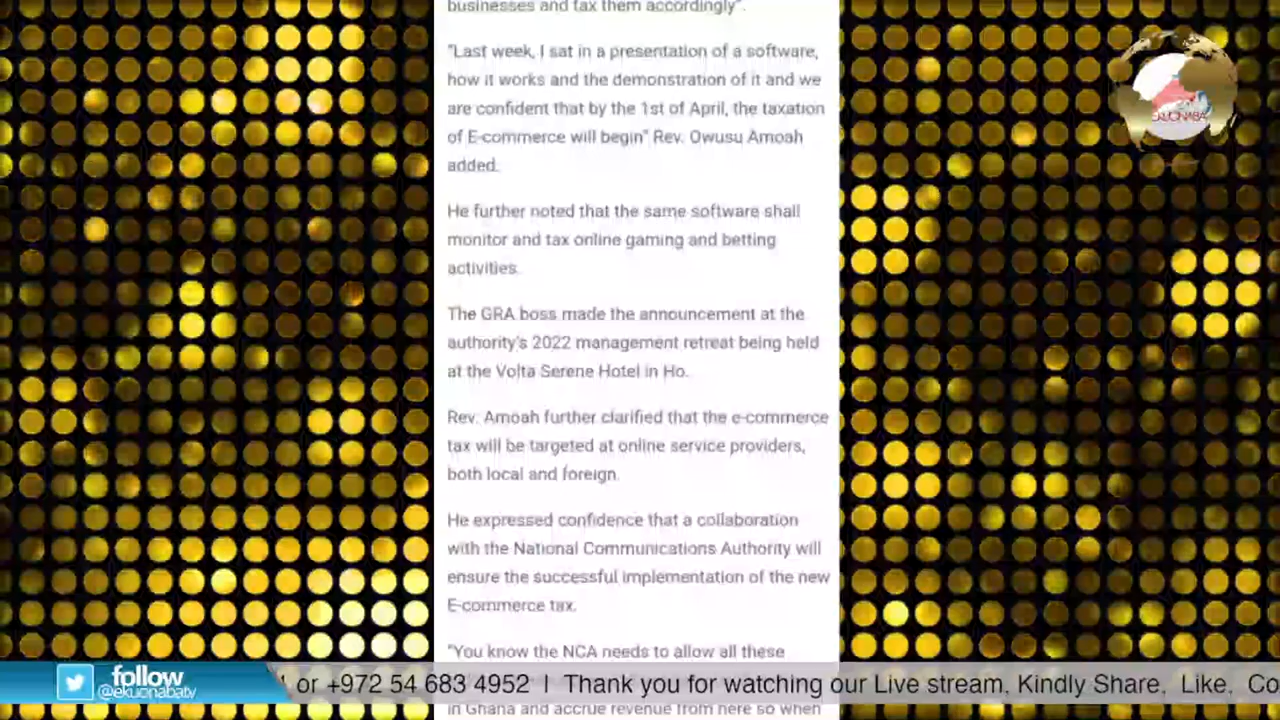 businesses and tax them accordingly".
"Last week, I sat in a presentation of a software,
how it works and the demonstration of it and we
are confident that by the 1st of April, the taxation
of E-commerce will begin" Rev. Owusu Amoah
added.
He further noted that the same software shall
monitor and tax online gaming and betting
activities.
The GRA boss made the announcement at the
authority's 2022 management retreat being held
at the Volta Serene Hotel in Ho.
Rev. Amoah further clarified that the e-commerce
tax will be targeted at online service providers,
both local and foreign.
He expressed confidence that a collaboration
with the National Communications Authority will
ensure the successful implementation of the new
E-commerce tax.
"You know the NCA needs to allow all these
in Ghana and accrue revenue from here so when
EKUONABA
follow
@ekuonabatv
or +972 54 683 4952 | Thank you for watching our Live stream, Kindly Share, Like, Co